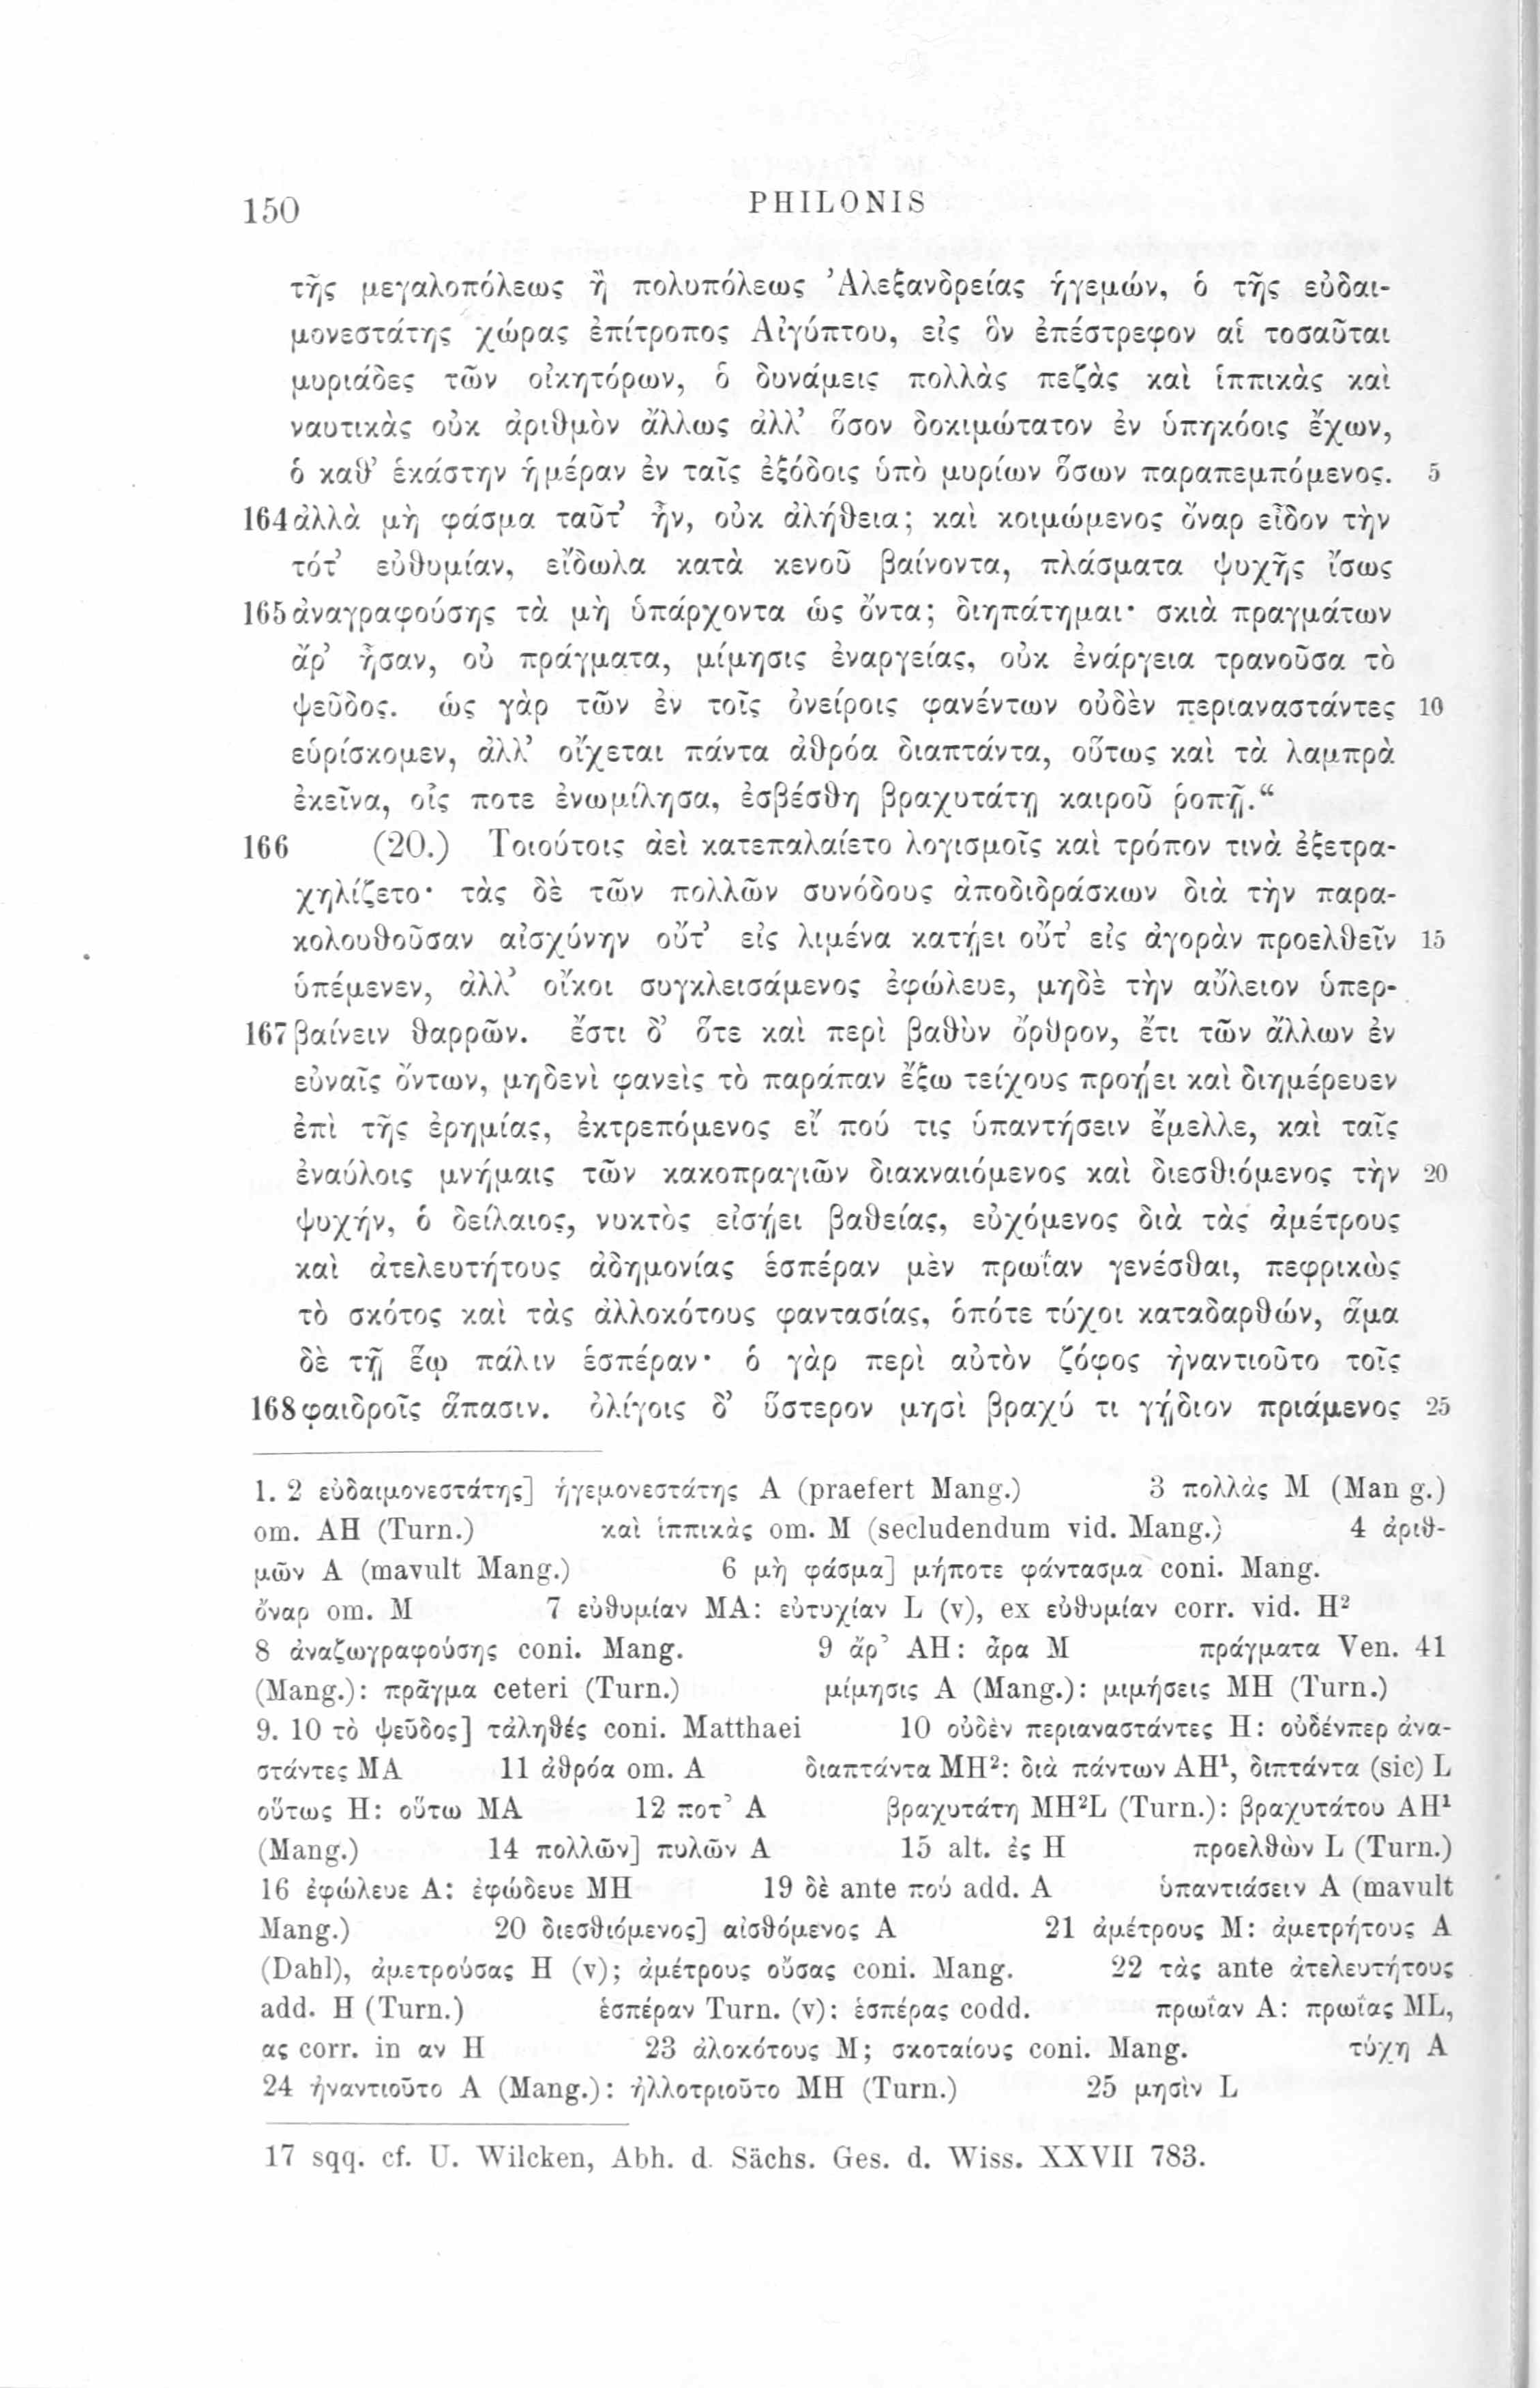 150
PHILONIS
τῆς μεγαλοπόλεως ἢ πολυπόλεως Ἀλεξανδρείας ἡγεμών, ὁ τῆς εὐδαι-
μονεστάτης χώρας ἐπίτροπος Αἰγύπτου, εἰς ὃν ἐπέστρεφον αἱ τοσαῦται
μυριάδες τῶν οἰκητόρων, ὁ δυνάμεις πολλὰς πεζὰς καὶ ἱππικὰς καὶ
ναυτικὰς οὐκ ἀριθμὸν ἄλλως ἀλλ’ ὅσον δοκιμώτατον ἐν ὑπηκόοις ἔχων,
ὁ καθ’ ἑκάστην ἡμέραν ἐν ταῖς ἐξόδοις ὑπὸ μυρίων ὅσων παραπεμπόμενος. 5
164 ἀλλὰ μὴ φάσμα ταῦτ’ ἦν, οὐκ ἀλήθεια; καὶ κοιμώμενος ὄναρ εἶδον τὴν
τότ’ εὐθυμίαν, εἴδωλα κατὰ κενοῦ βαίνοντα, πλάσματα ψυχῆς ἴσως
165 ἀναγραφούσης τὰ μὴ ὑπάρχοντα ὡς ὄντα; διηπάτημαι· σκιὰ πραγμάτων
ἄρ’ ἦσαν, οὐ πράγματα, μίμησις ἐναργείας, οὐκ ἐνάργεια τρανοῦσα τὸ
ψεῦδος. ὡς γὰρ τῶν ἐν τοῖς ὀνείροις φανέντων οὐδὲν περιαναστάντες 10
εὑρίσκομεν, ἀλλ’ οἴχεται πάντα ἀθρόα διαπτάντα, οὕτως καὶ τὰ λαμπρὰ
ἐκεῖνα, οἷς ποτε ἐνωμίλησα, ἐσβέσθη βραχυτάτῃ καιροῦ ῥοπῇ.“
166 (20.) Τοιούτοις ἀεὶ κατεπαλαίετο λογισμοῖς καὶ τρόπον τινὰ ἐξετρα-
χηλίζετο· τὰς δὲ τῶν πολλῶν συνόδους ἀποδιδράσκων διὰ τὴν παρα-
κολουθοῦσαν αἰσχύνην οὔτ’ εἰς λιμένα κατῄει οὔτ’ εἰς ἀγορὰν προελθεῖν 15
ὑπέμενεν, ἀλλ’ οἴκοι συγκλεισάμενος ἐφώλευε, μηδὲ τὴν αὔλειον ὑπερ-
167 βαίνειν θαρρῶν. ἔστι δ’ ὅτε καὶ περὶ βαθὺν ὄρθρον, ἔτι τῶν ἄλλων ἐν
εὐναῖς ὄντων, μηδενὶ φανεὶς τὸ παράπαν ἔξω τείχους προῄει καὶ διημέρευεν
ἐπὶ τῆς ἐρημίας, ἐκτρεπόμενος εἴ πού τις ὑπαντήσειν ἔμελλε, καὶ ταῖς
ἐναύλοις μνήμαις τῶν κακοπραγιῶν διακναιόμενος καὶ διεσθιόμενος τὴν 20
ψυχήν, ὁ δείλαιος, νυκτὸς εἰσῄει βαθείας, εὐχόμενος διὰ τὰς ἀμέτρους
καὶ ἀτελευτήτους ἀδημονίας ἑσπέραν μὲν πρωΐαν γενέσθαι, πεφρικὼς
τὸ σκότος καὶ τὰς ἀλλοκότους φαντασίας, ὁπότε τύχοι καταδαρθών, ἅμα
δὲ τῇ ἕῳ πάλιν ἑσπέραν· ὁ γὰρ περὶ αὐτὸν ζόφος ἠναντιοῦτο τοῖς
168 φαιδροῖς ἅπασιν. ὀλίγοις δ’ ὕστερον μησὶ βραχύ τι γῄδιον πριάμενος 25
1. 2 εὐδαιμονεστάτης] ἡγεμονεστάτης A (praefert Mang.) 3 πολλὰς M (Man g.)
om. AH (Turn.) καὶ ἱππικὰς om. M (secludendum vid. Mang.) 4 ἀριθ-
μῶν A (mavult Mang.) 6 μὴ φάσμα] μήποτε φάντασμα coni. Mang.
ὄναρ om. M 7 εὐθυμίαν MA: εὐτυχίαν L (v), ex εὐθυμίαν corr. vid. H²
8 ἀναζωγραφούσης coni. Mang. 9 ἄρ’ AH: ἆρα M πράγματα Ven. 41
(Mang.): πρᾶγμα ceteri (Turn.) μίμησις A (Mang.): μιμήσεις MH (Turn.)
9. 10 τὸ ψεῦδος] τἀληθές coni. Matthaei 10 οὐδὲν περιαναστάντες H: οὐδένπερ ἀνα-
στάντες MA 11 ἀθρόα om. A διαπτάντα MH²: διὰ πάντων AH¹, διπτάντα (sic) L
οὕτως H: οὕτω MA 12 ποτ’ A βραχυτάτη MH²L (Turn.): βραχυτάτου AH¹
(Mang.) 14 πολλῶν] πυλῶν A 15 alt. ἐς H προελθὼν L (Turn.)
16 ἐφώλευε A: ἐφώδευε MH 19 δὲ ante πού add. A ὑπαντιάσειν A (mavult
Mang.) 20 διεσθιόμενος] αἰσθόμενος A 21 ἀμέτρους M: ἀμετρήτους A
(Dahl), ἀμετρούσας H (v); ἀμέτρους οὔσας coni. Mang. 22 τὰς ante ἀτελευτήτους
add. H (Turn.) ἑσπέραν Turn. (v): ἑσπέρας codd. πρωΐαν A: πρωΐας ML,
ας corr. in αν H 23 ἀλοκότους M; σκοταίους coni. Mang. τύχη A
24 ἠναντιοῦτο A (Mang.): ἠλλοτριοῦτο MH (Turn.) 25 μησὶν L
17 sqq. cf. U. Wilcken, Abh. d. Sächs. Ges. d. Wiss. XXVII 783.